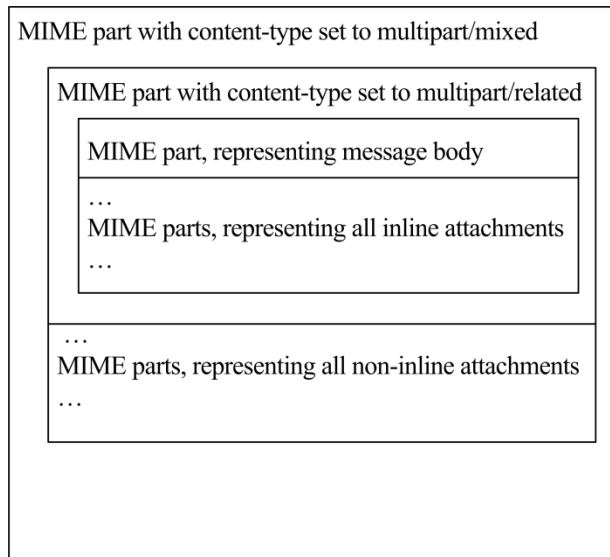 MIME part with content-type set to multipart/mixed
MIME part with content-type set to multipart/related
MIME part, representing message body
…
MIME parts, representing all inline attachments
…
…
MIME parts, representing all non-inline attachments
…